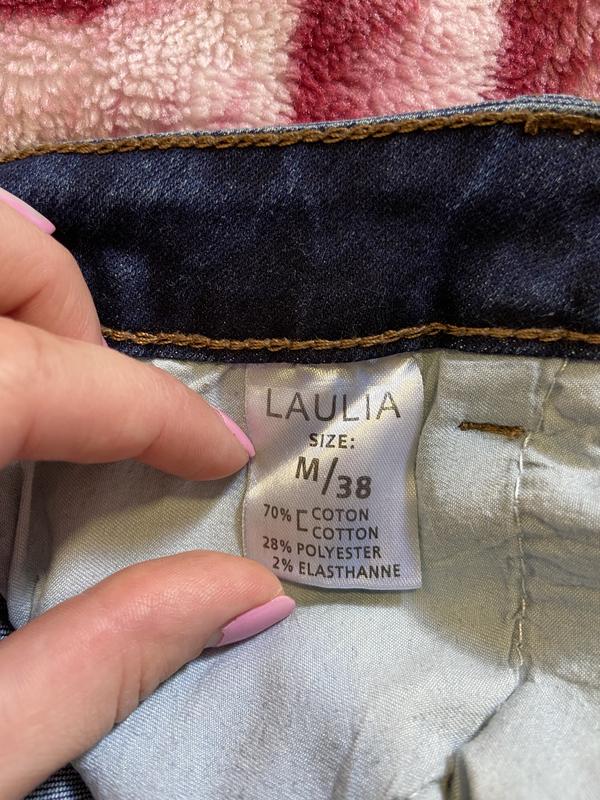 LAULIA
SIZE:
M/38
70% COTON
COTTON
28% POLYESTER
2% ELASTHANNE